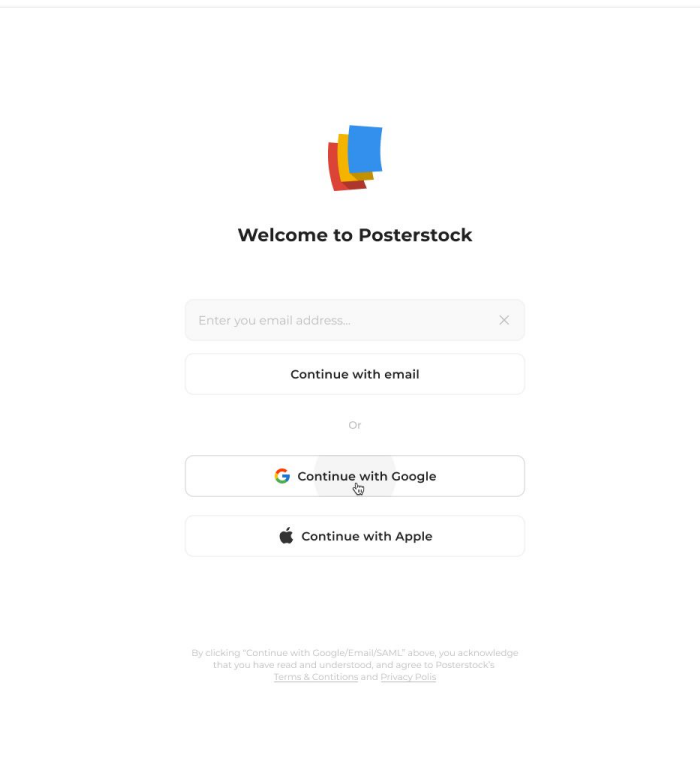 Welcome to Posterstock
Enter you email address...
Continue with email
Or
Continue with Google
Continue with Apple
By clicking “Continue with Google/Email/SAML” above, you acknowledge
that you have read and understood, and agree to Posterstock's
Terms & Contitions and Privacy Polis